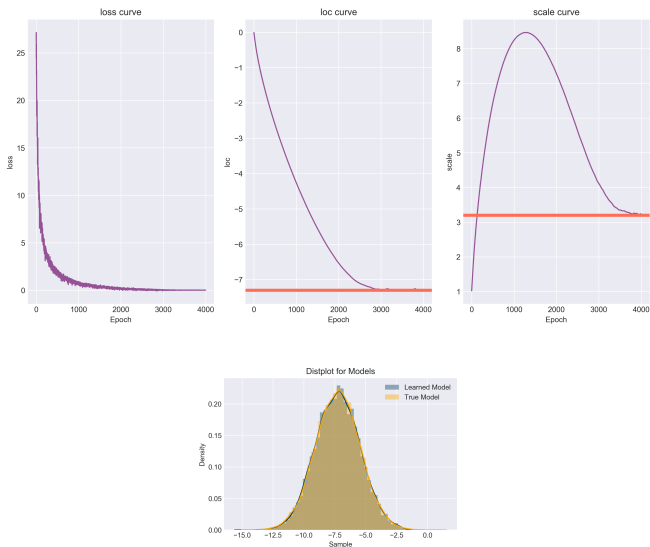 loss curve
loc curve
scale curve
25
20
15
10
5
0
loss
0 1000 2000 3000 4000
Epoch
0
−1
−2
−3
−4
−5
−6
−7
loc
0 1000 2000 3000 4000
Epoch
8
7
6
5
4
3
2
1
scale
0 1000 2000 3000 4000
Epoch
Distplot for Models
Learned Model
True Model
0.20
0.15
0.10
0.05
0.00
Density
−15.0 −12.5 −10.0 −7.5 −5.0 −2.5 0.0
Sample